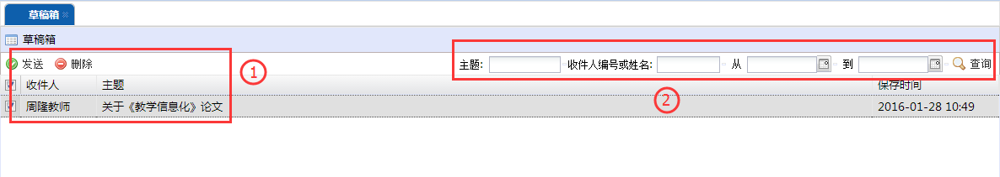 草稿箱
草稿箱
发送 删除 主题: 收件人编号或姓名: 从 到 查询
①
收件人 主题 保存时间
②
周隆教师 关于《教学信息化》论文 2016-01-28 10:49